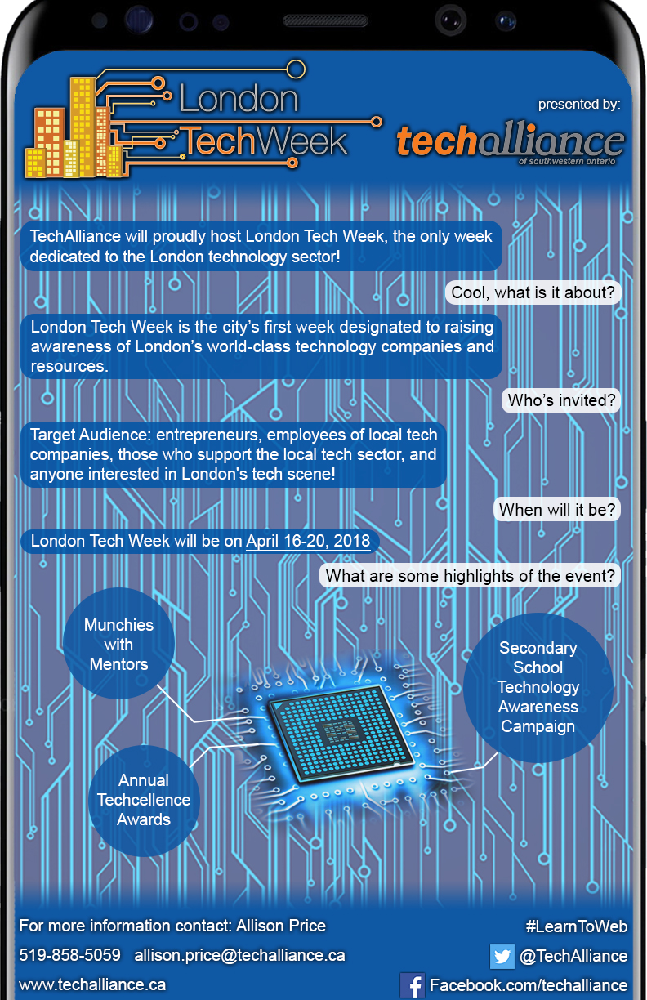 London
TechWeek
presented by:
techalliance
of southwestern ontario
TechAlliance will proudly host London Tech Week, the only week
dedicated to the London technology sector!
Cool, what is it about?
London Tech Week is the city’s first week designated to raising
awareness of London’s world-class technology companies and
resources.
Who’s invited?
Target Audience: entrepreneurs, employees of local tech
companies, those who support the local tech sector, and
anyone interested in London's tech scene!
When will it be?
London Tech Week will be on April 16-20, 2018
What are some highlights of the event?
Munchies
with
Mentors
Secondary
School
Technology
Awareness
Campaign
Annual
Techcellence
Awards
For more information contact: Allison Price
519-858-5059 allison.price@techalliance.ca
www.techalliance.ca
#LearnToWeb
@TechAlliance
Facebook.com/techalliance